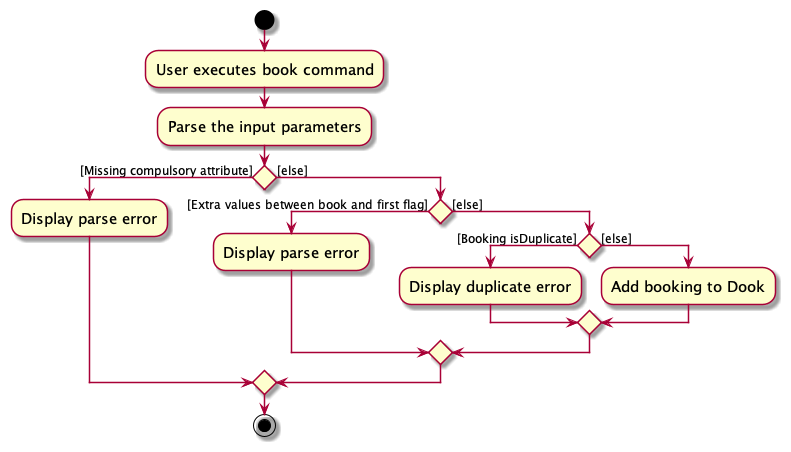 User executes book command
Parse the input parameters
[Missing compulsory attribute]
[else]
Display parse error
[Extra values between book and first flag]
[else]
Display parse error
[Booking isDuplicate]
[else]
Display duplicate error
Add booking to Dook